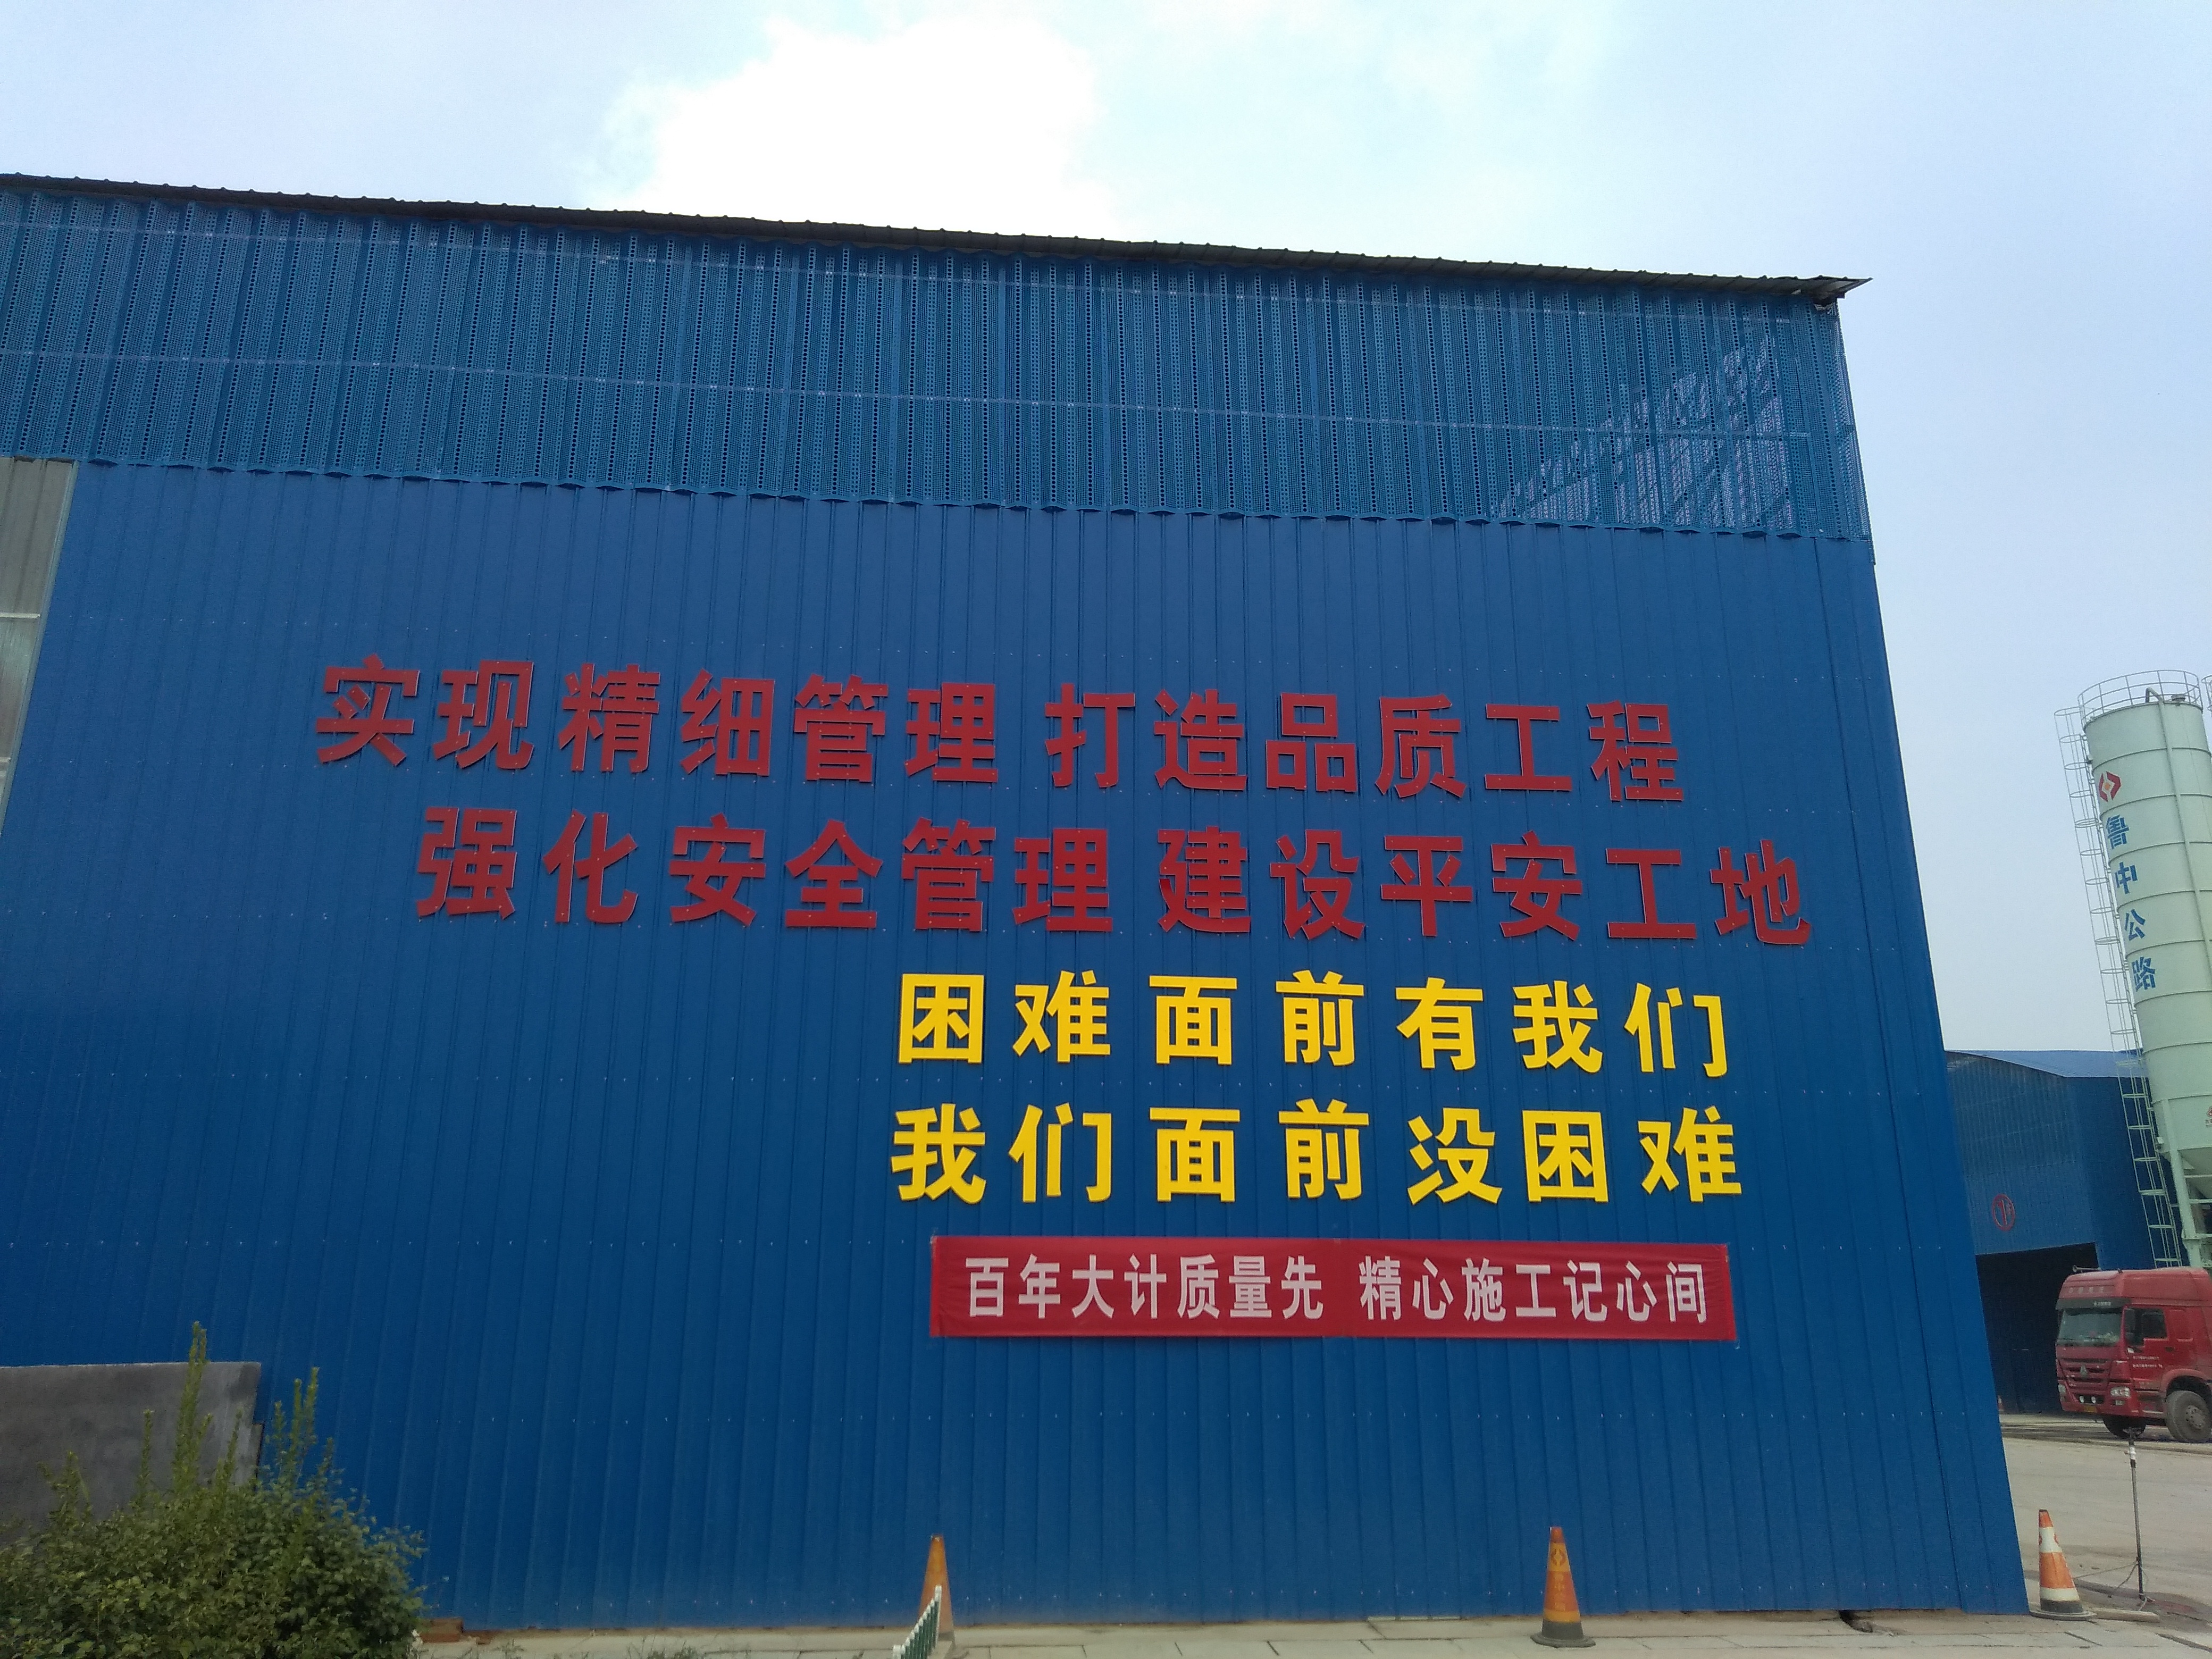 实现精细管理 打造品质工程
强化安全管理 建设平安工地
困难面前有我们
我们面前没困难
百年大计质量先 精心施工记心间
鲁中公路